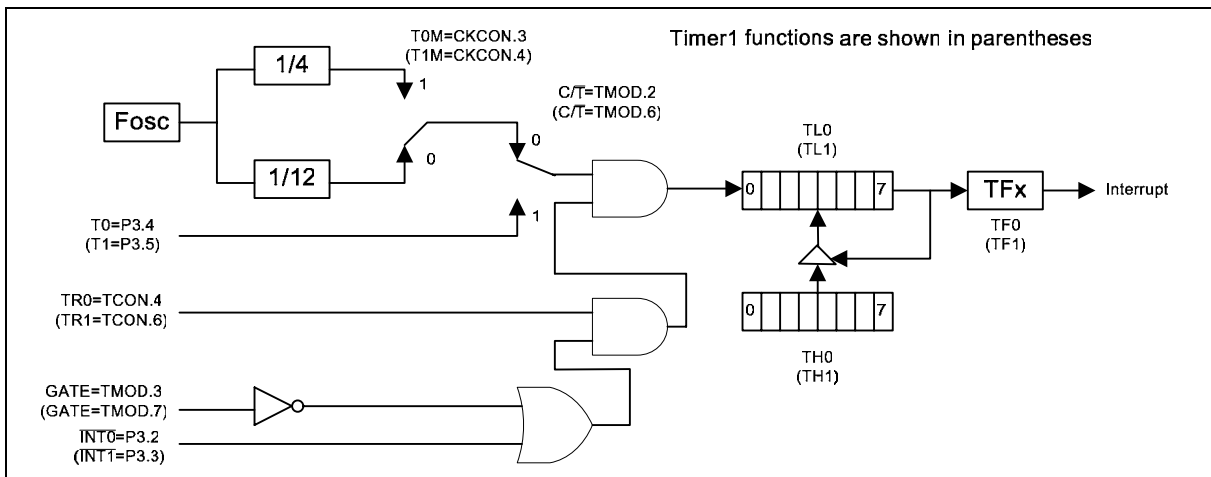 Timer1 functions are shown in parentheses
T0M=CKCON.3
(T1M=CKCON.4)
1/4
1
Fosc
C/T̅=TMOD.2
(C/T̅=TMOD.6)
0
0
1/12
TL0
(TL1)
0
7
TFx
Interrupt
TF0
(TF1)
1
T0=P3.4
(T1=P3.5)
TR0=TCON.4
(TR1=TCON.6)
0
7
TH0
(TH1)
GATE=TMOD.3
(GATE=TMOD.7)
I̅N̅T̅0̅=P3.2
(I̅N̅T̅1̅=P3.3)